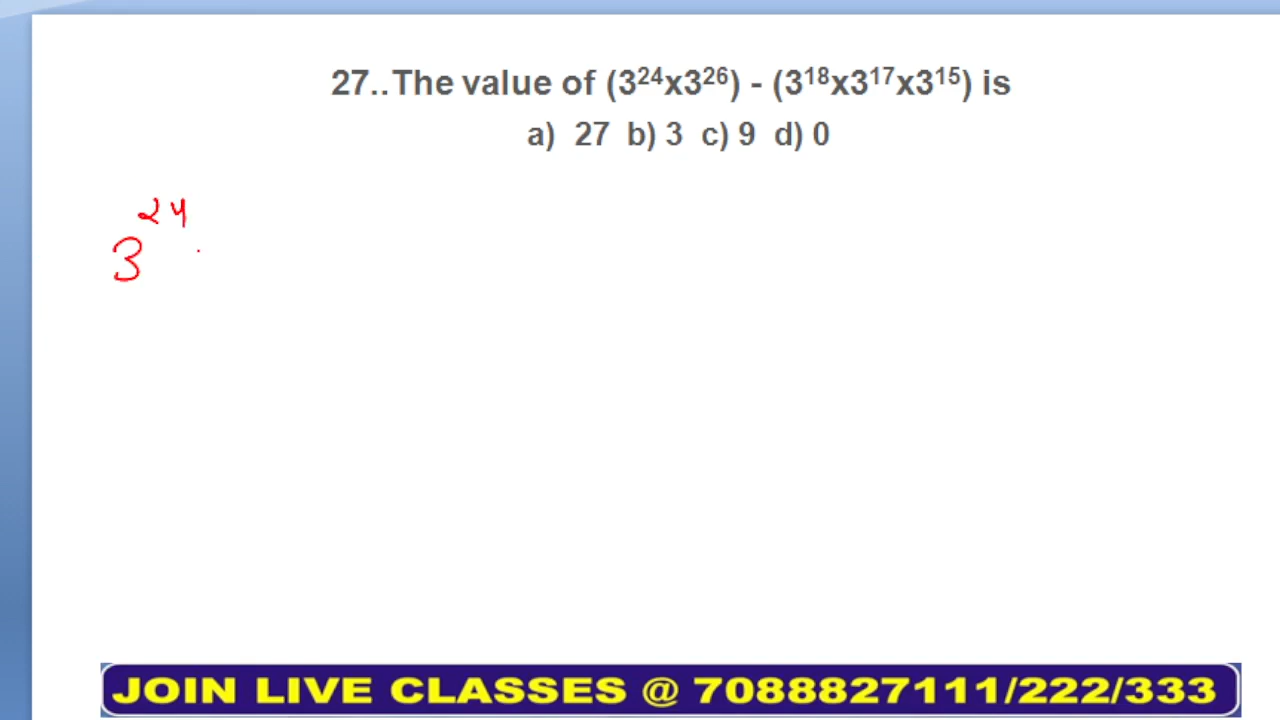 27..The value of (3²⁴x3²⁶) - (3¹⁸x3¹⁷x3¹⁵) is
a) 27 b) 3 c) 9 d) 0
3²⁴
JOIN LIVE CLASSES @ 7088827111/222/333